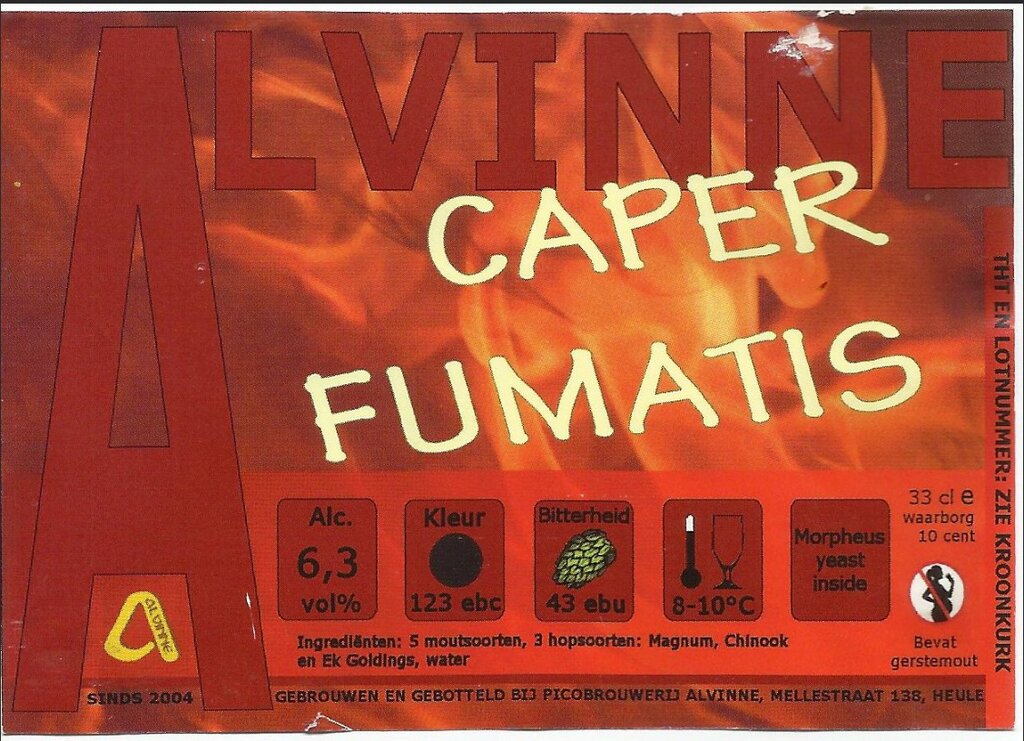 ALVINNE
CAPER
FUMATIS
Alc.
6,3
vol%
Kleur
123 ebc
Bitterheid
43 ebu
8-10°C
Morpheus
yeast
inside
33 cl e
waarborg
10 cent
Bevat
gerstemout
Ingrediënten: 5 moutsoorten, 3 hopsoorten: Magnum, Chinook
en Ek Goldings, water
ALVINNE
SINDS 2004
GEBROUWEN EN GEBOTTELD BIJ PICOBROUWERIJ ALVINNE, MELLESTRAAT 138, HEULE
THT EN LOTNUMMER: ZIE KROONKURK